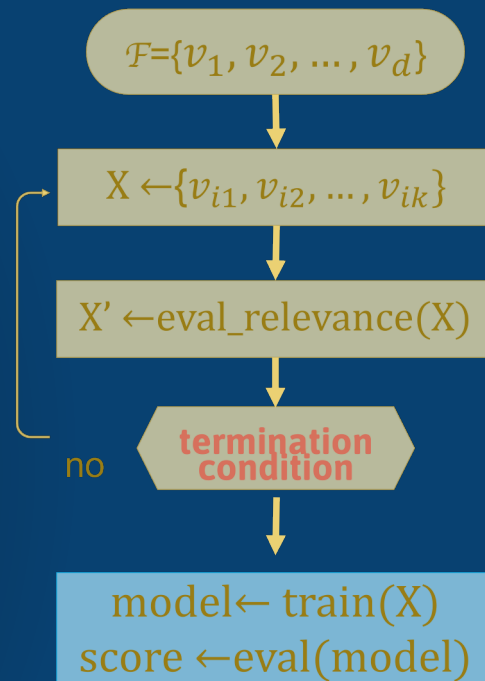 ℱ={𝑣₁, 𝑣₂, … , 𝑣𝑑}
X ←{𝑣𝑖1, 𝑣𝑖2, … , 𝑣𝑖𝑘}
X’ ←eval_relevance(X)
termination
condition
no
model← train(X)
score ←eval(model)